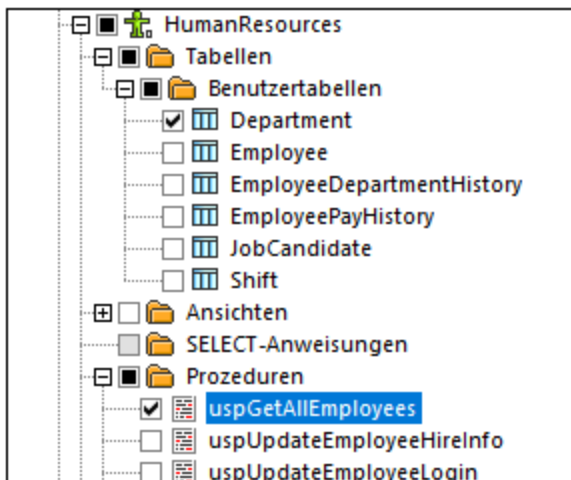 HumanResources
Tabellen
Benutzertabellen
Department
Employee
EmployeeDepartmentHistory
EmployeePayHistory
JobCandidate
Shift
Ansichten
SELECT-Anweisungen
Prozeduren
uspGetAllEmployees
uspUpdateEmployeeHireInfo
uspUpdateEmployeeLogin